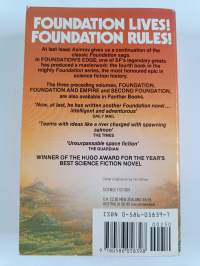 FOUNDATION LIVES!
FOUNDATION RULES!
At last Isaac Asimov gives us a continuation of the
classic Foundation saga.
In FOUNDATION'S EDGE, one of SF's legendary greats
has produced a masterwork: the fourth book in the
mighty Foundation series, the most honoured epic in
science fiction history.
The three preceding volumes, FOUNDATION,
FOUNDATION AND EMPIRE and SECOND FOUNDATION,
are also available in Panther Books.
'Now, at last, he has written another Foundation novel ...
intelligent and adventurous'
DAILY MAIL
'Teems with ideas like a river charged with spawning
salmon'
THE TIMES
'Unsurpassable space fiction'
THE GUARDIAN
WINNER OF THE HUGO AWARD FOR THE YEAR'S
BEST SCIENCE FICTION NOVEL
SCIENCE FICTION
ISBN 0-586-05839-7
00250
9 780586 058398